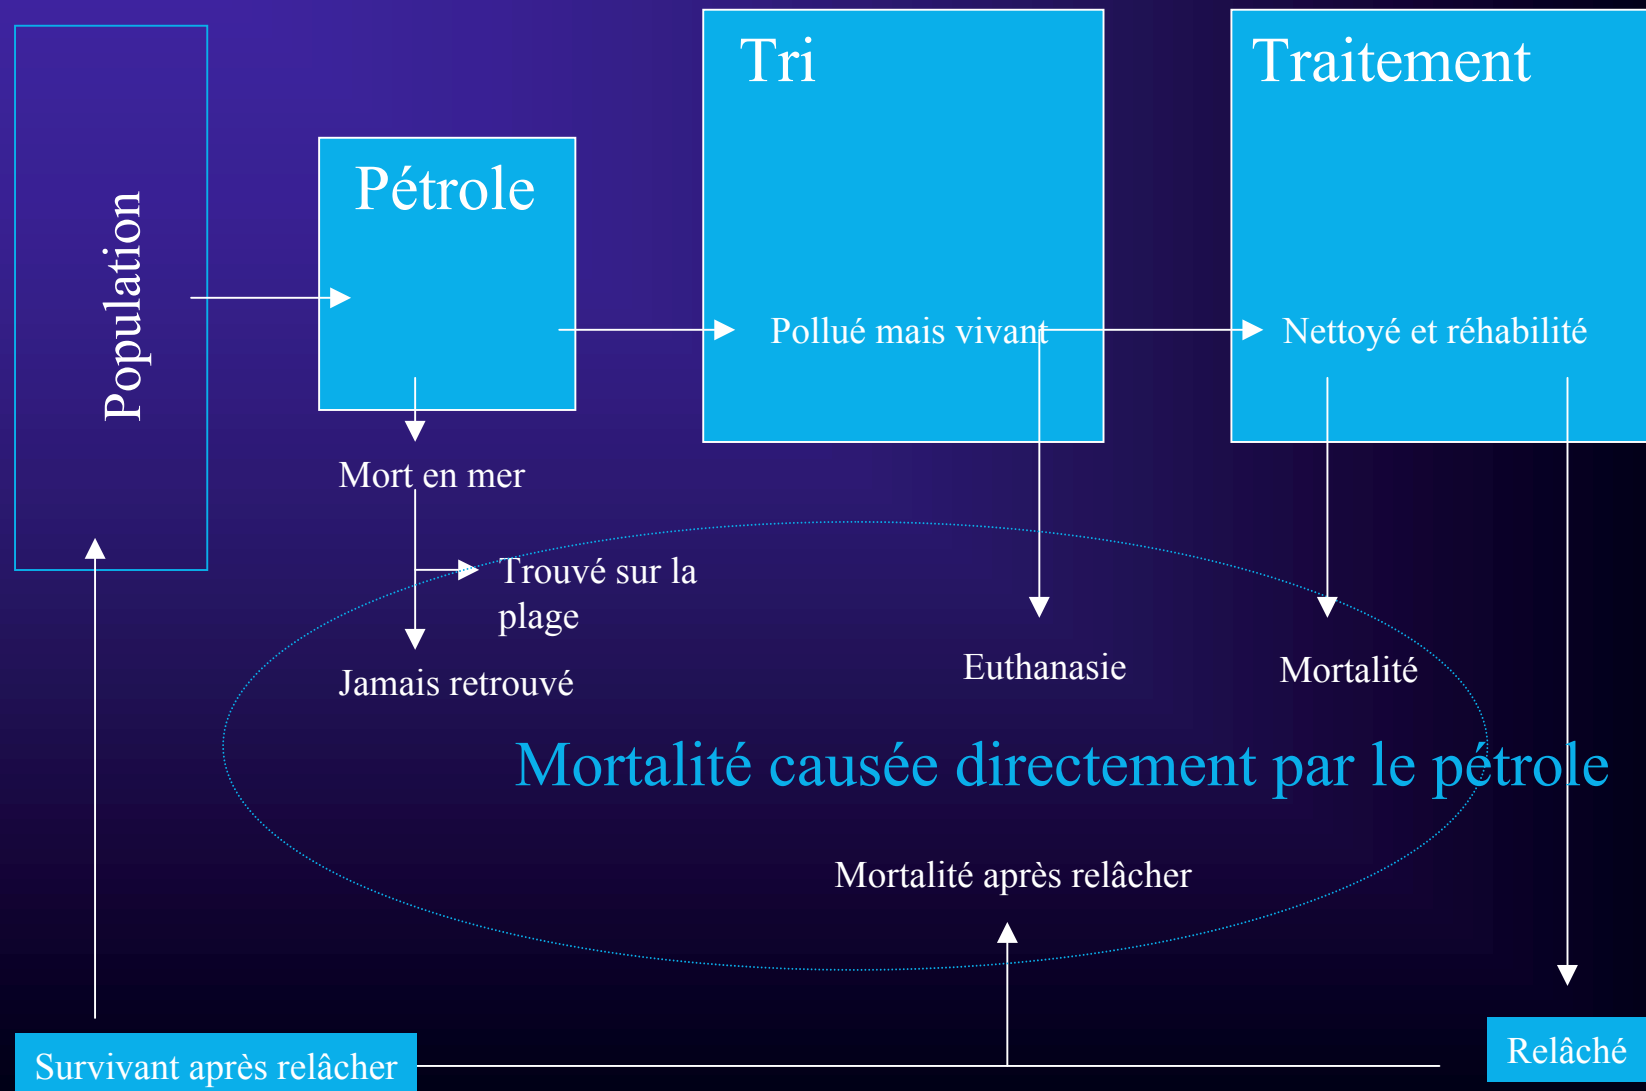 Tri
Traitement
Pétrole
Population
Pollué mais vivant
Nettoyé et réhabilité
Mort en mer
Trouvé sur la
plage
Jamais retrouvé
Euthanasie
Mortalité
Mortalité causée directement par le pétrole
Mortalité après relâcher
Survivant après relâcher
Relâché